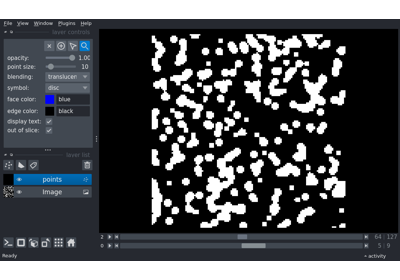 File View Window Plugins Help
layer controls
opacity: 1.00
point size: 10
blending: translucen
symbol: disc
face color: blue
edge color: black
display text:
out of slice:
layer list
points
Image
2 64 127
0 5 9
Ready activity